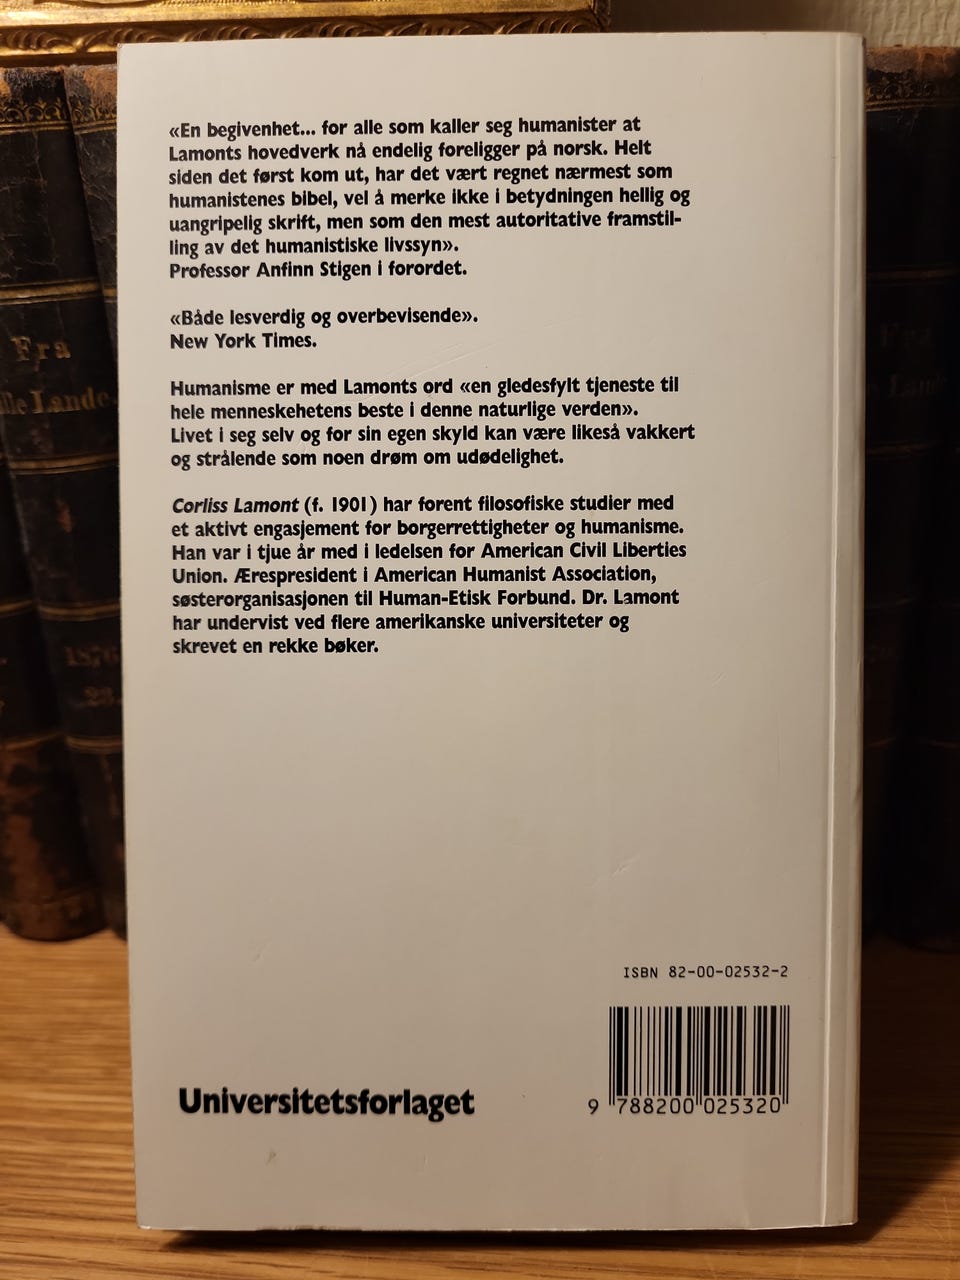 «En begivenhet... for alle som kaller seg humanister at
Lamonts hovedverk nå endelig foreligger på norsk. Helt
siden det først kom ut, har det vært regnet nærmest som
humanistenes bibel, vel å merke ikke i betydningen hellig og
uangripelig skrift, men som den mest autoritative framstil-
ling av det humanistiske livssyn».
Professor Anfinn Stigen i forordet.
«Både lesverdig og overbevisende».
New York Times.
Humanisme er med Lamonts ord «en gledesfylt tjeneste til
hele menneskehetens beste i denne naturlige verden».
Livet i seg selv og for sin egen skyld kan være likeså vakkert
og strålende som noen drøm om udødelighet.
Corliss Lamont (f. 1901) har forent filosofiske studier med
et aktivt engasjement for borgerrettigheter og humanisme.
Han var i tjue år med i ledelsen for American Civil Liberties
Union. Ærespresident i American Humanist Association,
søsterorganisasjonen til Human-Etisk Forbund. Dr. Lamont
har undervist ved flere amerikanske universiteter og
skrevet en rekke bøker.
ISBN 82-00-02532-2
9 788200 025320
Universitetsforlaget
Fra
Lande
Fra